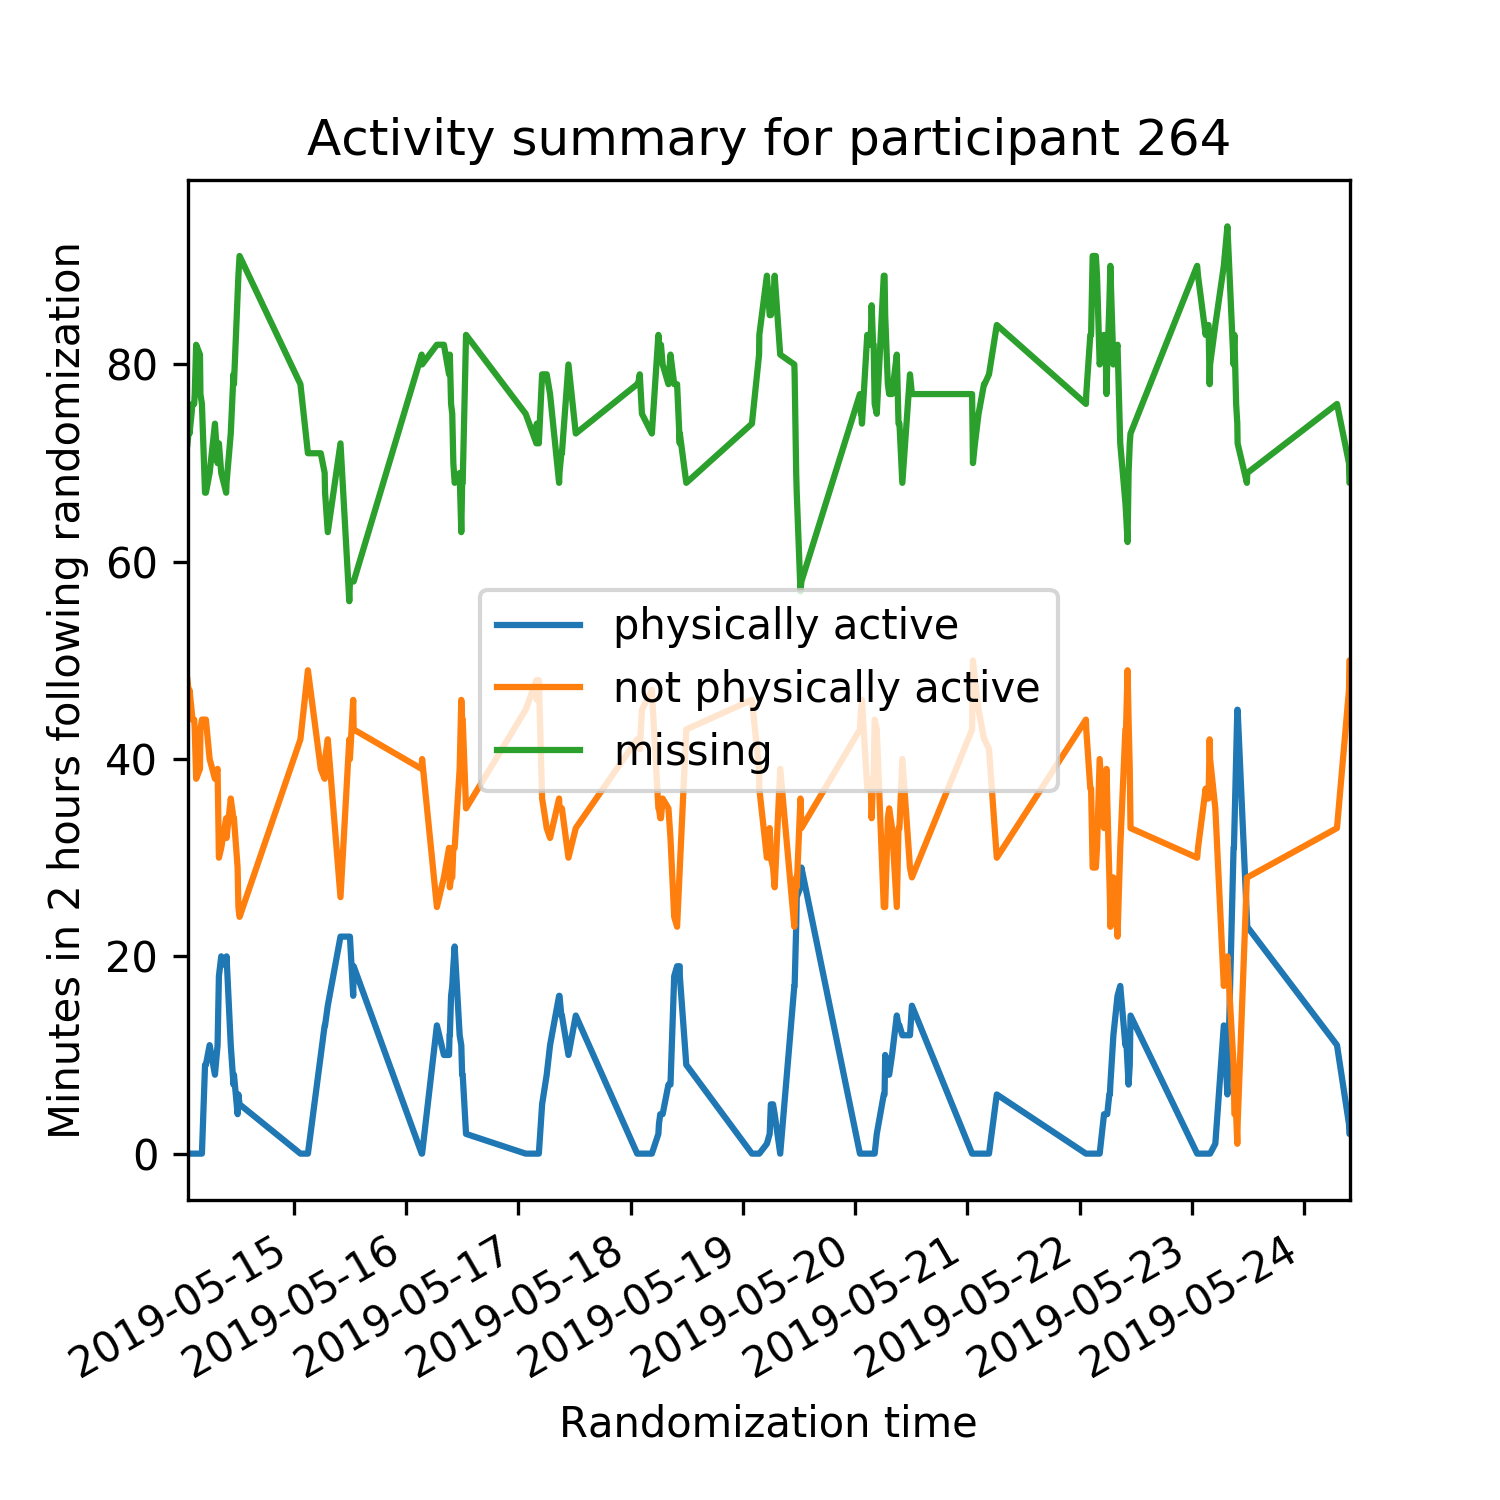 Activity summary for participant 264
Minutes in 2 hours following randomization
80
60
40
20
0
physically active
not physically active
missing
2019-05-15
2019-05-16
2019-05-17
2019-05-18
2019-05-19
2019-05-20
2019-05-21
2019-05-22
2019-05-23
2019-05-24
Randomization time